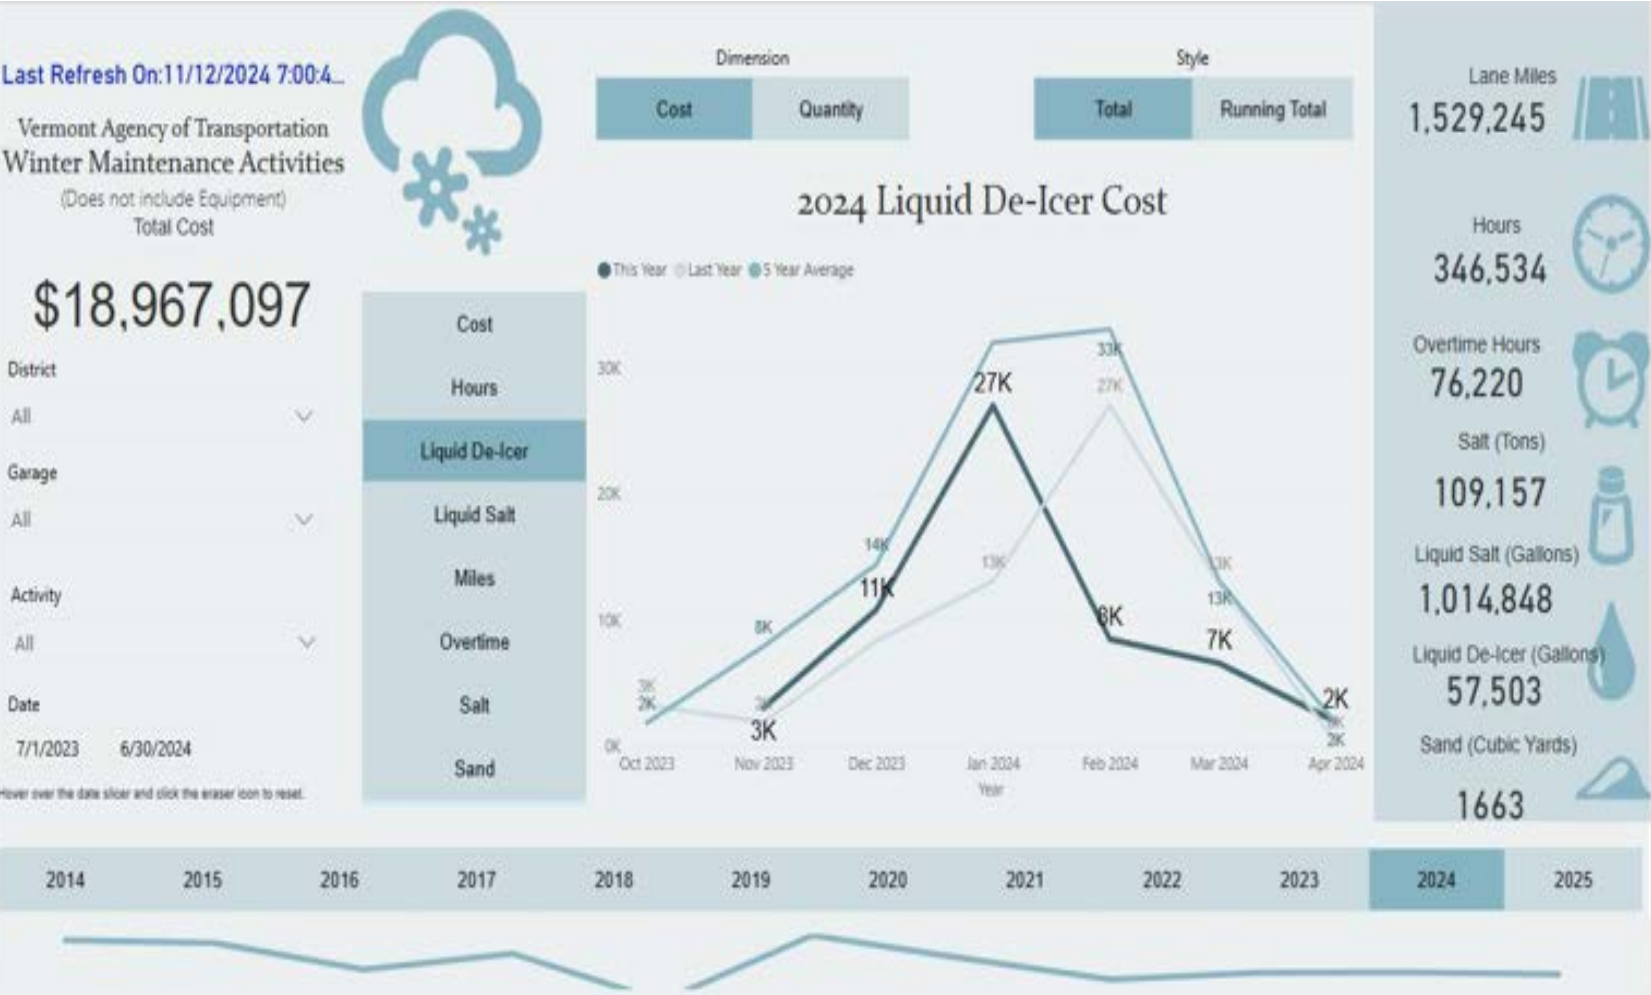 Last Refresh On:11/12/2024 7:00:4...
Vermont Agency of Transportation
Winter Maintenance Activities
(Does not include Equipment)
Total Cost
$18,967,097
District
All
Garage
All
Activity
All
Date
7/1/2023 6/30/2024
Hover over the date slicer and click the eraser icon to reset.
Cost
Hours
Liquid De-Icer
Liquid Salt
Miles
Overtime
Salt
Sand
Dimension
Cost Quantity
Style
Total Running Total
2024 Liquid De-Icer Cost
This Year Last Year 5 Year Average
30K
20K
10K
0K
33K
27K
27K
14K
13K
11K
8K
8K
13K
13K
7K
3K
2K
3K
2K
2K
Oct 2023 Nov 2023 Dec 2023 Jan 2024 Feb 2024 Mar 2024 Apr 2024
Year
Lane Miles
1,529,245
Hours
346,534
Overtime Hours
76,220
Salt (Tons)
109,157
Liquid Salt (Gallons)
1,014,848
Liquid De-Icer (Gallons)
57,503
Sand (Cubic Yards)
1663
2014 2015 2016 2017 2018 2019 2020 2021 2022 2023 2024 2025